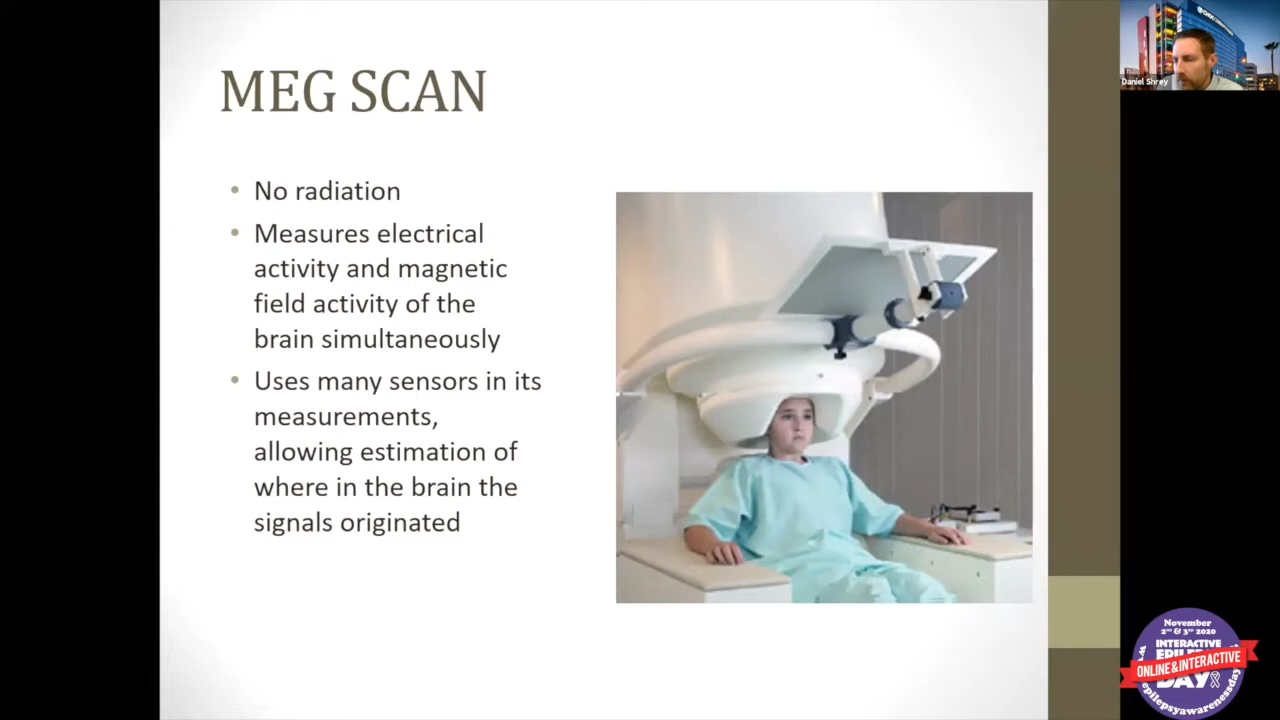 MEG SCAN
• No radiation
• Measures electrical
activity and magnetic
field activity of the
brain simultaneously
• Uses many sensors in its
measurements,
allowing estimation of
where in the brain the
signals originated
Daniel Shrey
November
2ND & 3RD 2020
INTERACTIVE
ONLINE & INTERACTIVE
DAY
epilepsyawarenessday